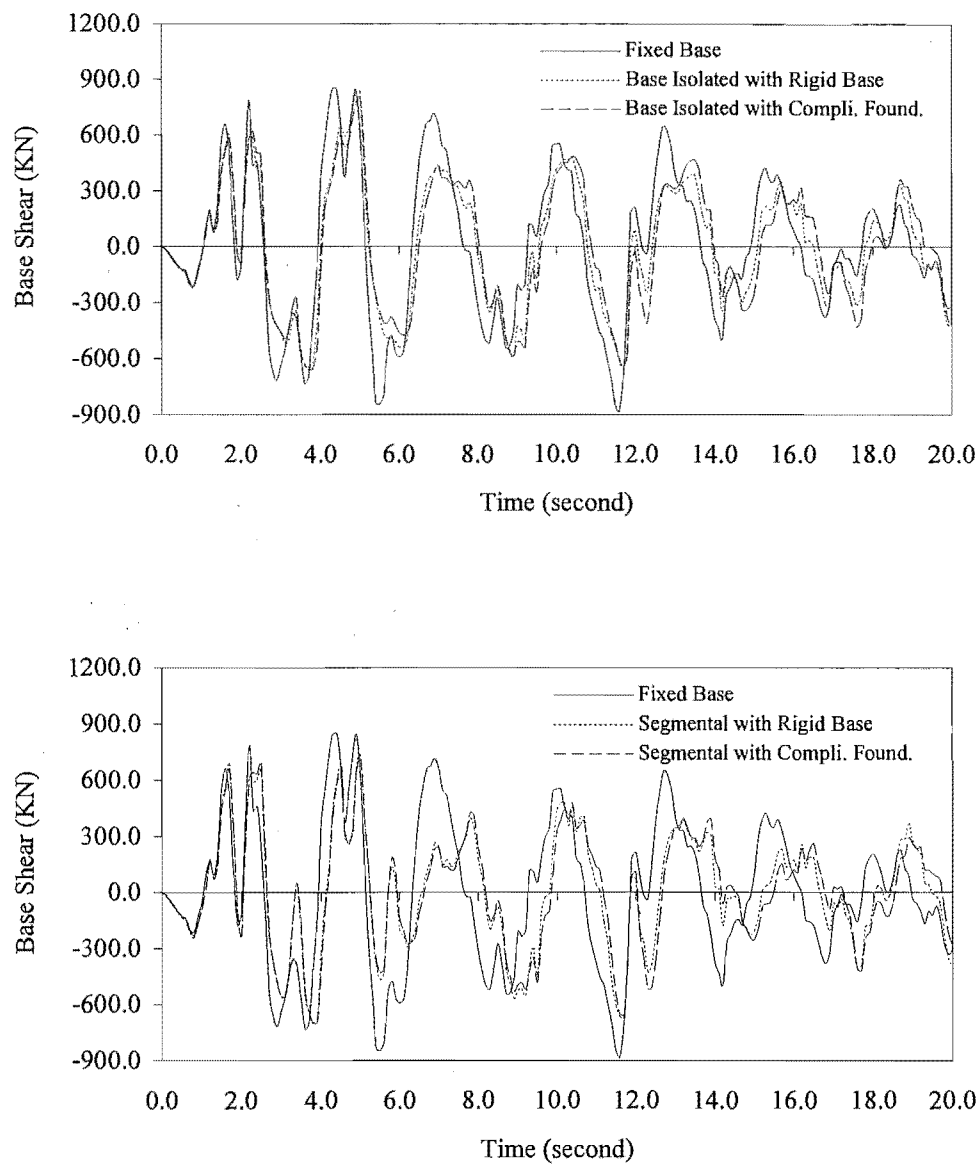 1200.0
900.0
600.0
300.0
0.0
-300.0
-600.0
-900.0
Base Shear (KN)
Fixed Base
Base Isolated with Rigid Base
Base Isolated with Compli. Found.
0.0 2.0 4.0 6.0 8.0 10.0 12.0 14.0 16.0 18.0 20.0
Time (second)
1200.0
900.0
600.0
300.0
0.0
-300.0
-600.0
-900.0
Base Shear (KN)
Fixed Base
Segmental with Rigid Base
Segmental with Compli. Found.
0.0 2.0 4.0 6.0 8.0 10.0 12.0 14.0 16.0 18.0 20.0
Time (second)